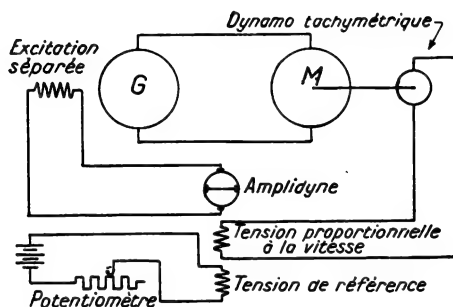 Dynamo tachymétrique
Excitation
séparée
G
M
Amplidyne
Tension proportionnelle
à la vitesse
Tension de référence
Potentiomètre